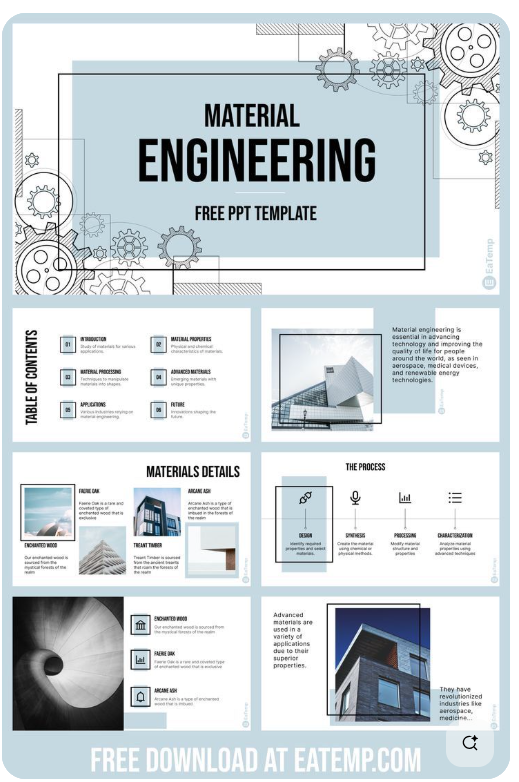 MATERIAL
ENGINEERING
FREE PPT TEMPLATE
EaTemp
TABLE OF CONTENTS
01
INTRODUCTION
Study of materials for various
applications.
02
MATERIAL PROPERTIES
Physical and chemical
characteristics of materials.
03
MATERIAL PROCESSING
Techniques to manipulate
materials into shapes.
04
ADVANCED MATERIALS
Emerging materials with
unique properties.
05
APPLICATIONS
Various industries relying on
material engineering.
06
FUTURE
Innovations shaping the
future.
Material engineering is
essential in advancing
technology and improving the
quality of life for people
around the world, as seen in
aerospace, medical devices,
and renewable energy
technologies.
MATERIALS DETAILS
FAERIE OAK
Faerie Oak is a rare and
coveted type of
enchanted wood that is
exclusive
ARCANE ASH
Arcane Ash is a type of
enchanted wood that is
imbued in the forests of
the realm
ENCHANTED WOOD
Our enchanted wood is
sourced from the
mystical forests of the
realm.
TREANT TIMBER
Treant Timber is sourced
from the ancient treants
that roam the forests of
the realm.
THE PROCESS
DESIGN
Identify required
properties and select
materials.
SYNTHESIS
Create the material
using chemical or
physical methods.
PROCESSING
Modify material
structure and
properties
CHARACTERIZATION
Analyze material
properties using
advanced techniques
ENCHANTED WOOD
Our enchanted wood is sourced from
the mystical forests of the realm.
FAERIE OAK
Faerie Oak is a rare and coveted type
of enchanted wood that is exclusive
ARCANE ASH
Arcane Ash is a type of enchanted
wood that is imbued.
Advanced
materials are
used in a
variety of
applications
due to their
superior
properties.
They have
revolutionized
industries like
aerospace,
medicine...
FREE DOWNLOAD AT EATEMP.COM